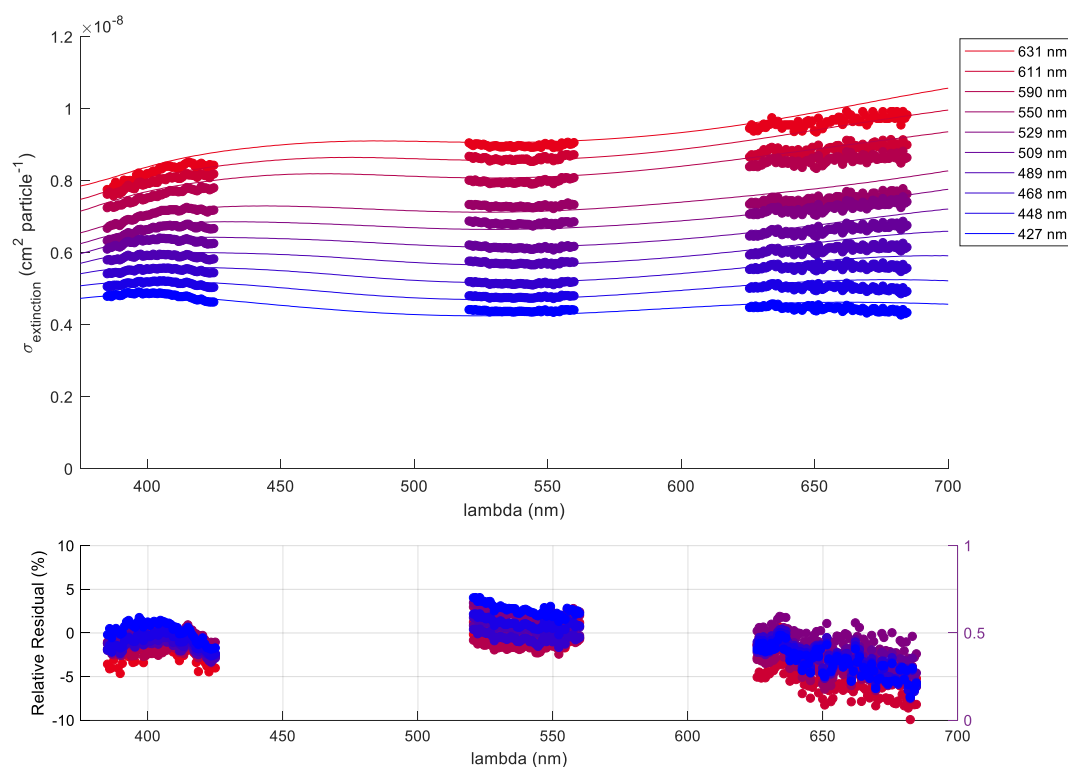 ×10^-8
1.2
1
0.8
0.6
0.4
0.2
0
σ_extinction (cm^2 particle^-1)
400 450 500 550 600 650 700
lambda (nm)
631 nm
611 nm
590 nm
550 nm
529 nm
509 nm
489 nm
468 nm
448 nm
427 nm
10
5
0
-5
-10
Relative Residual (%)
1
0.5
0
400 450 500 550 600 650 700
lambda (nm)